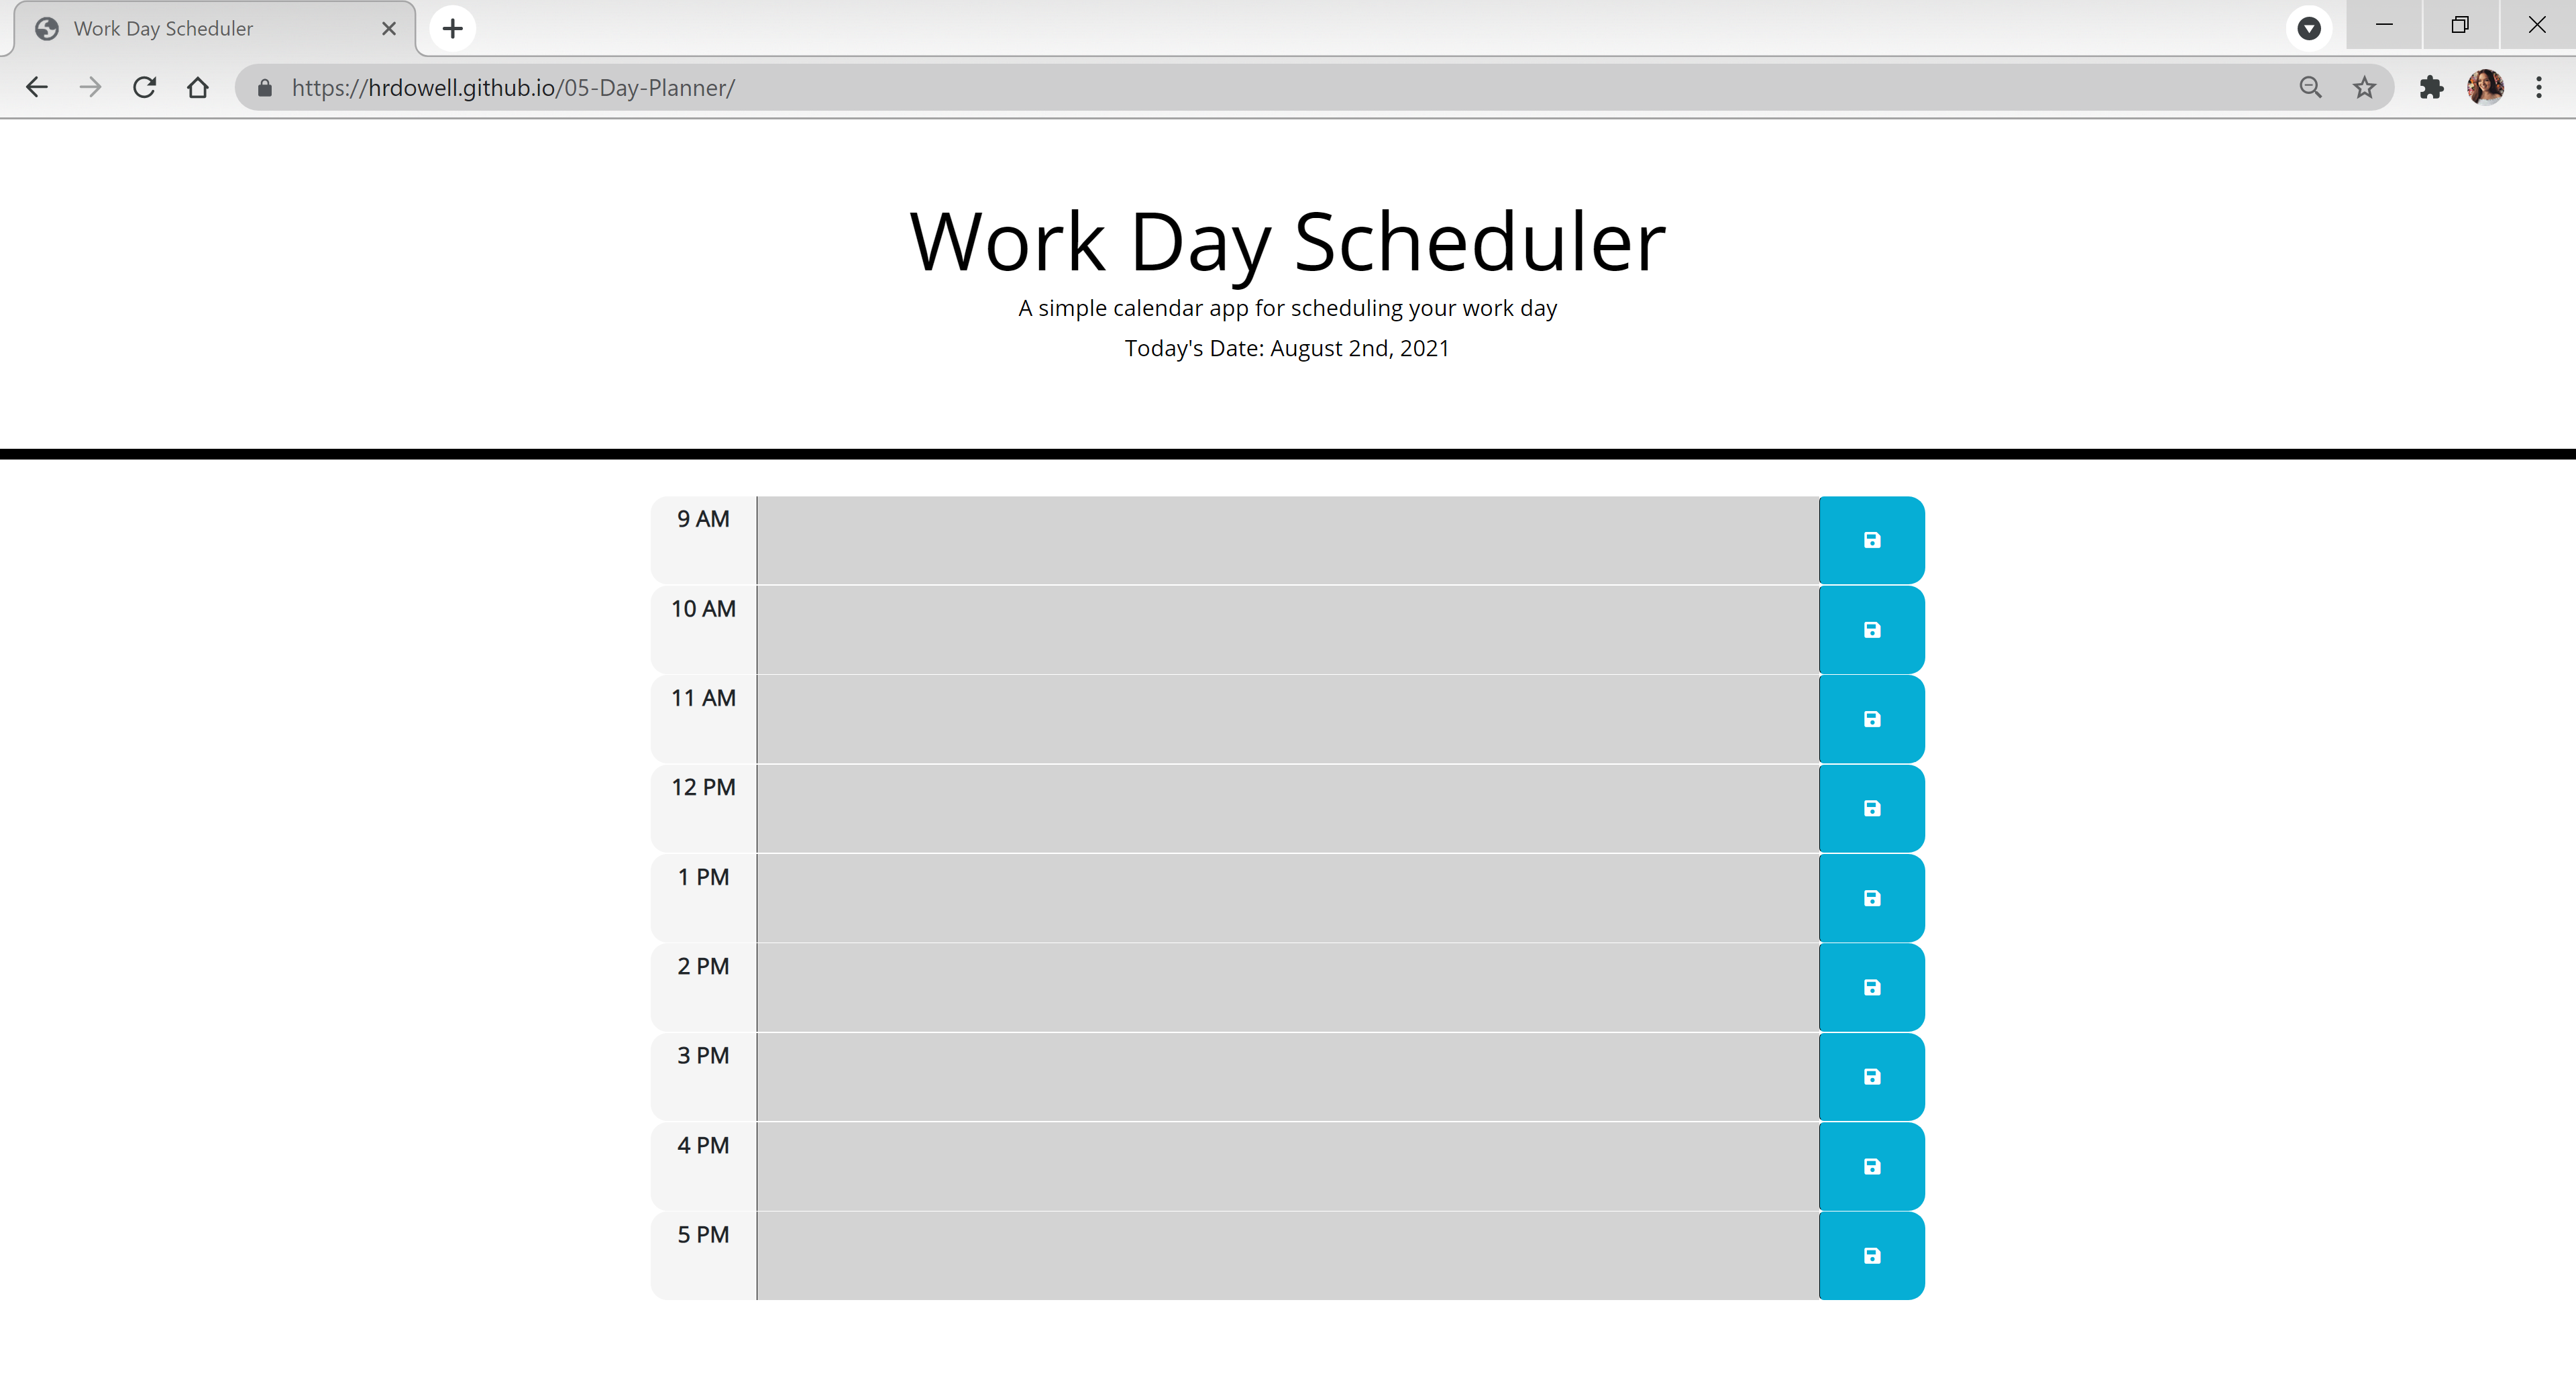 Work Day Scheduler
https://hrdowell.github.io/05-Day-Planner/
Work Day Scheduler
A simple calendar app for scheduling your work day
Today's Date: August 2nd, 2021
9 AM
10 AM
11 AM
12 PM
1 PM
2 PM
3 PM
4 PM
5 PM